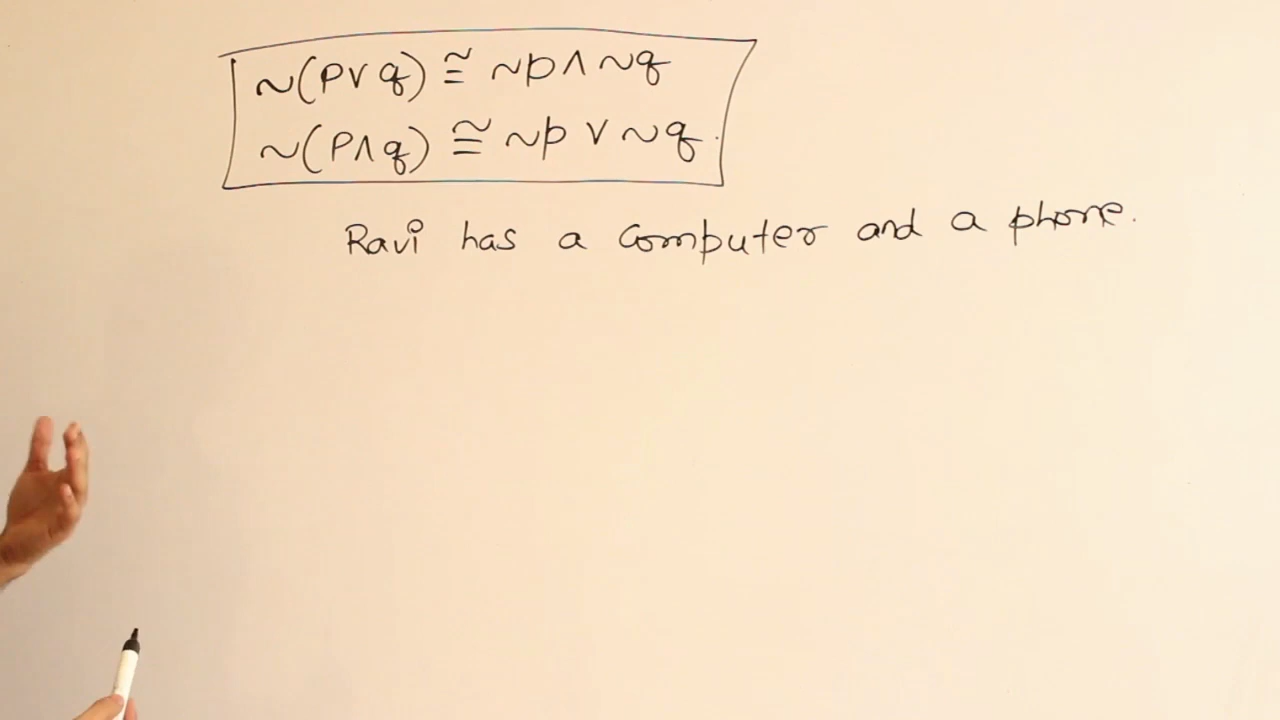 ~(p∨q) ≅ ~p∧~q
~(p∧q) ≅ ~p ∨ ~q.
Ravi has a computer and a phone.